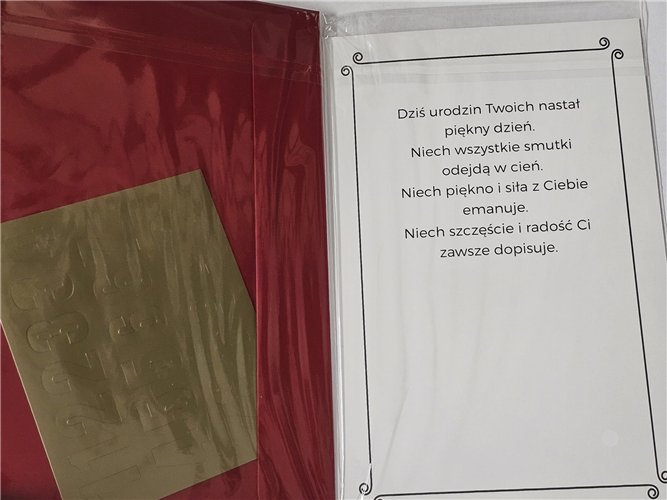 Dziś urodzin Twoich nastał
piękny dzień.
Niech wszystkie smutki
odejdą w cień.
Niech piękno i siła z Ciebie
emanuje.
Niech szczęście i radość Ci
zawsze dopisuje.